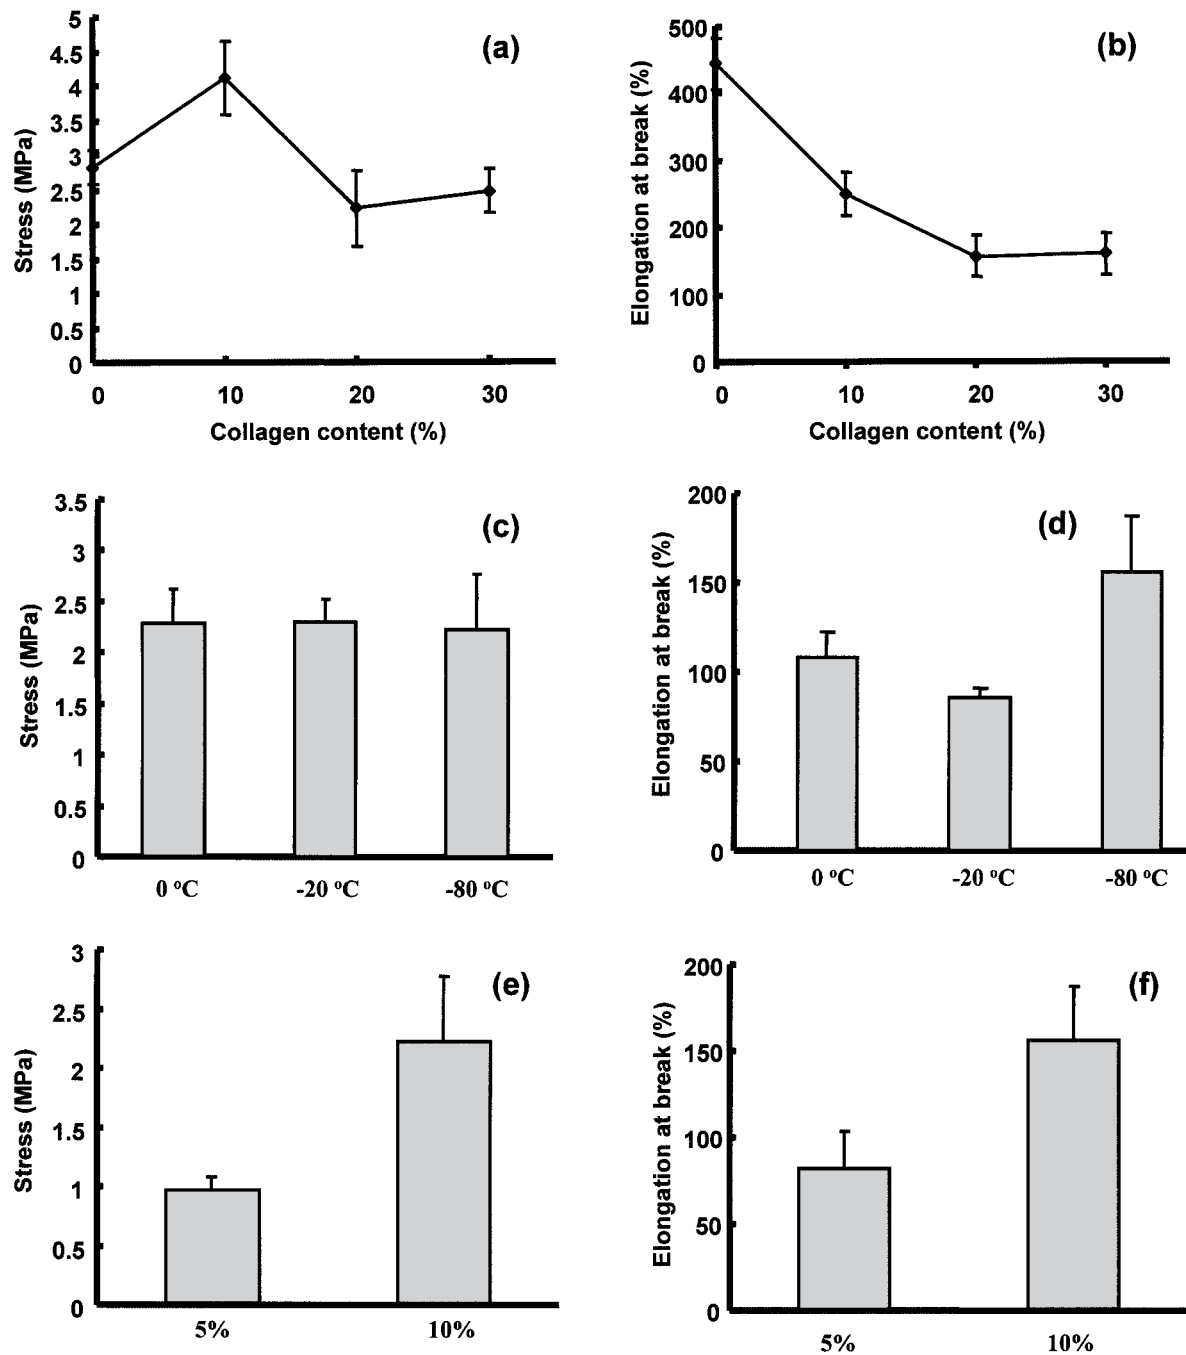 (a)
Stress (MPa)
5
4.5
4
3.5
3
2.5
2
1.5
1
0.5
0
0 10 20 30
Collagen content (%)
(b)
Elongation at break (%)
500
400
300
200
100
0
0 10 20 30
Collagen content (%)
(c)
Stress (MPa)
3.5
3
2.5
2
1.5
1
0.5
0
0 ºC -20 ºC -80 ºC
(d)
Elongation at break (%)
200
150
100
50
0
0 ºC -20 ºC -80 ºC
(e)
Stress (MPa)
3
2.5
2
1.5
1
0.5
0
5% 10%
(f)
Elongation at break (%)
200
150
100
50
0
5% 10%